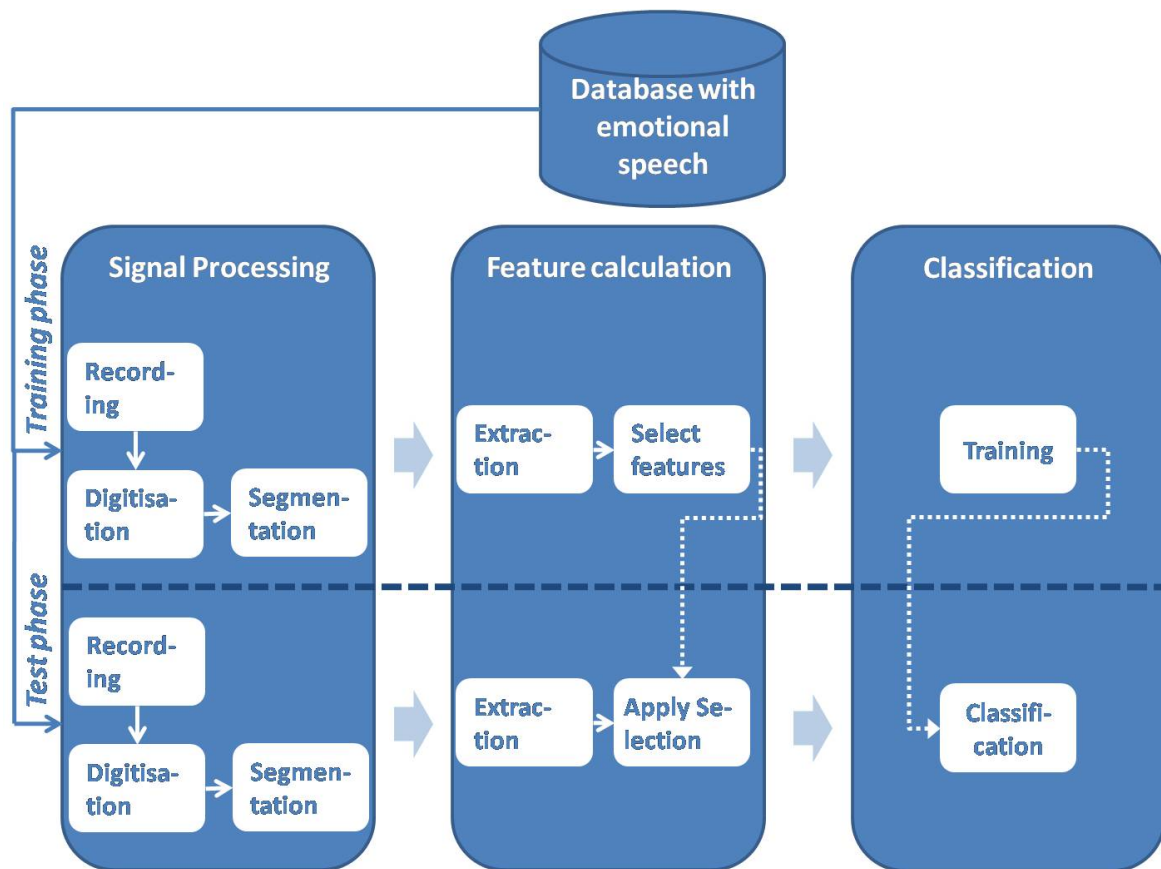 Database with
emotional
speech
Signal Processing
Feature calculation
Classification
Training phase
Record-
ing
Digitisa-
tion
Segmen-
tation
Extrac-
tion
Select
features
Training
Test phase
Record-
ing
Digitisa-
tion
Segmen-
tation
Extrac-
tion
Apply Se-
lection
Classifi-
cation